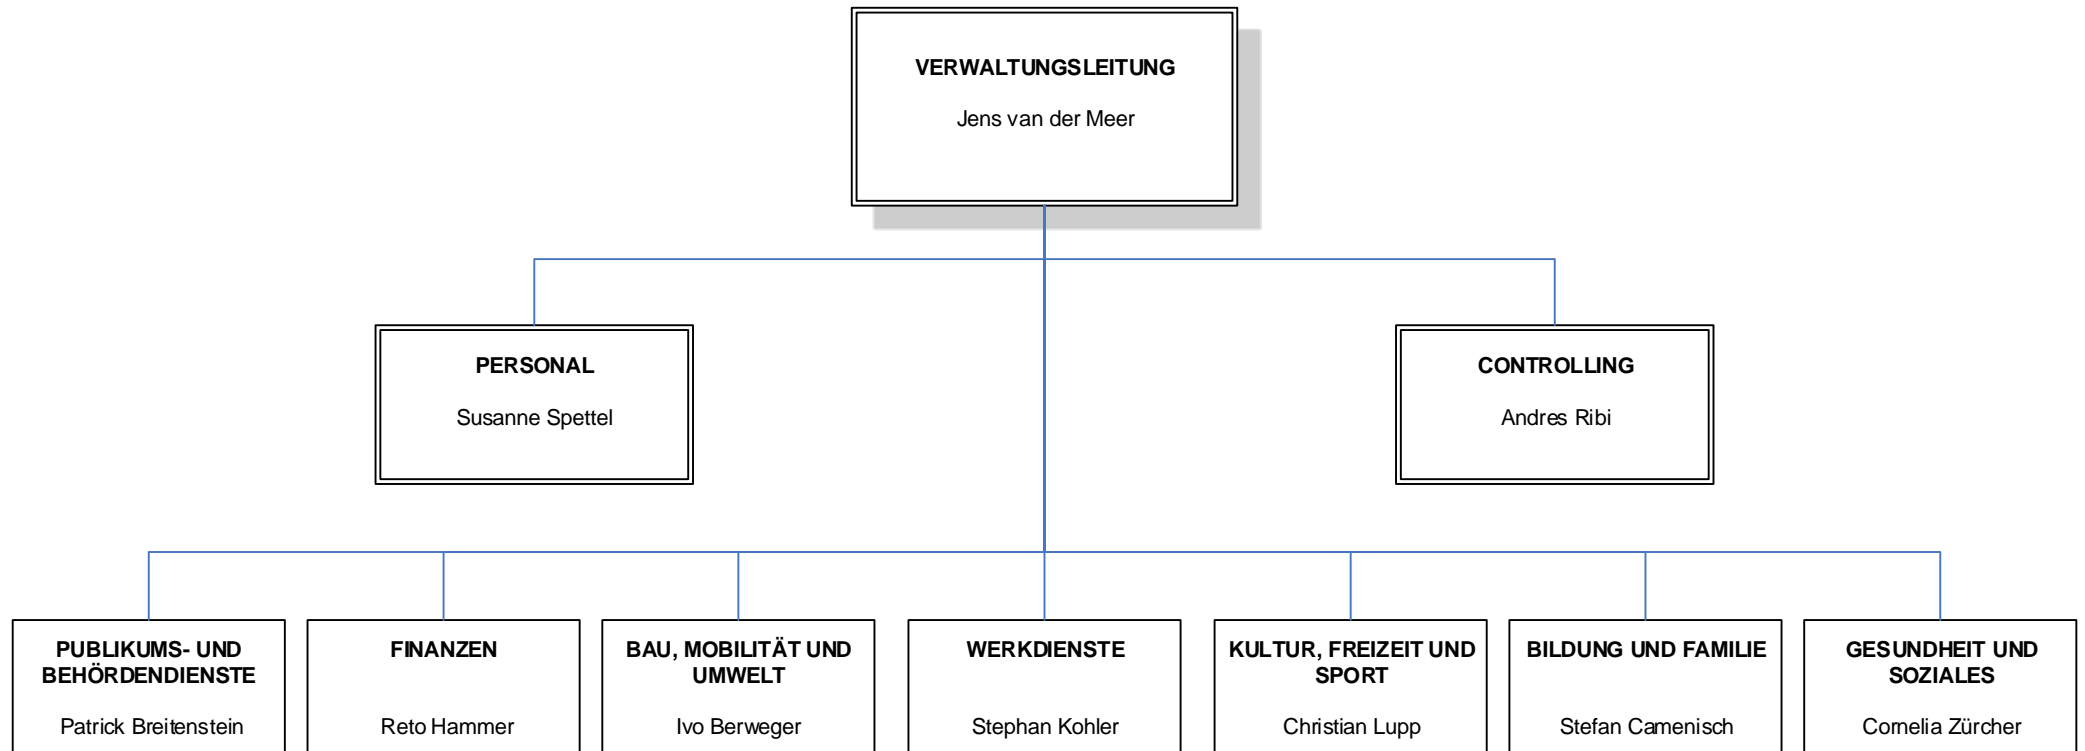 VERWALTUNGSLEITUNG
Jens van der Meer
PERSONAL
Susanne Spettel
CONTROLLING
Andres Ribi
PUBLIKUMS- UND
BEHÖRDENDIENSTE
Patrick Breitenstein
FINANZEN
Reto Hammer
BAU, MOBILITÄT UND
UMWELT
Ivo Berweger
WERKDIENSTE
Stephan Kohler
KULTUR, FREIZEIT UND
SPORT
Christian Lupp
BILDUNG UND FAMILIE
Stefan Camenisch
GESUNDHEIT UND
SOZIALES
Cornelia Zürcher